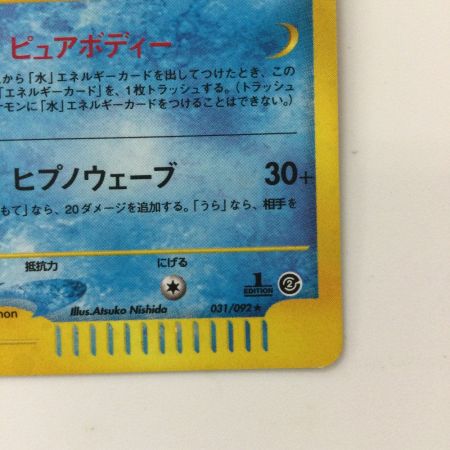 ピュアボディー
から「水」エネルギーカードを出してつけたとき、この
エネルギーカード」を、1枚トラッシュする。（トラッシュ
モンに「水」エネルギーカードをつけることはできない。）
ヒプノウェーブ 30+
もて」なら、20ダメージを追加する。「うら」なら、相手を
抵抗力 にげる
1 EDITION 2
mon Illus.Atsuko Nishida 031/092★